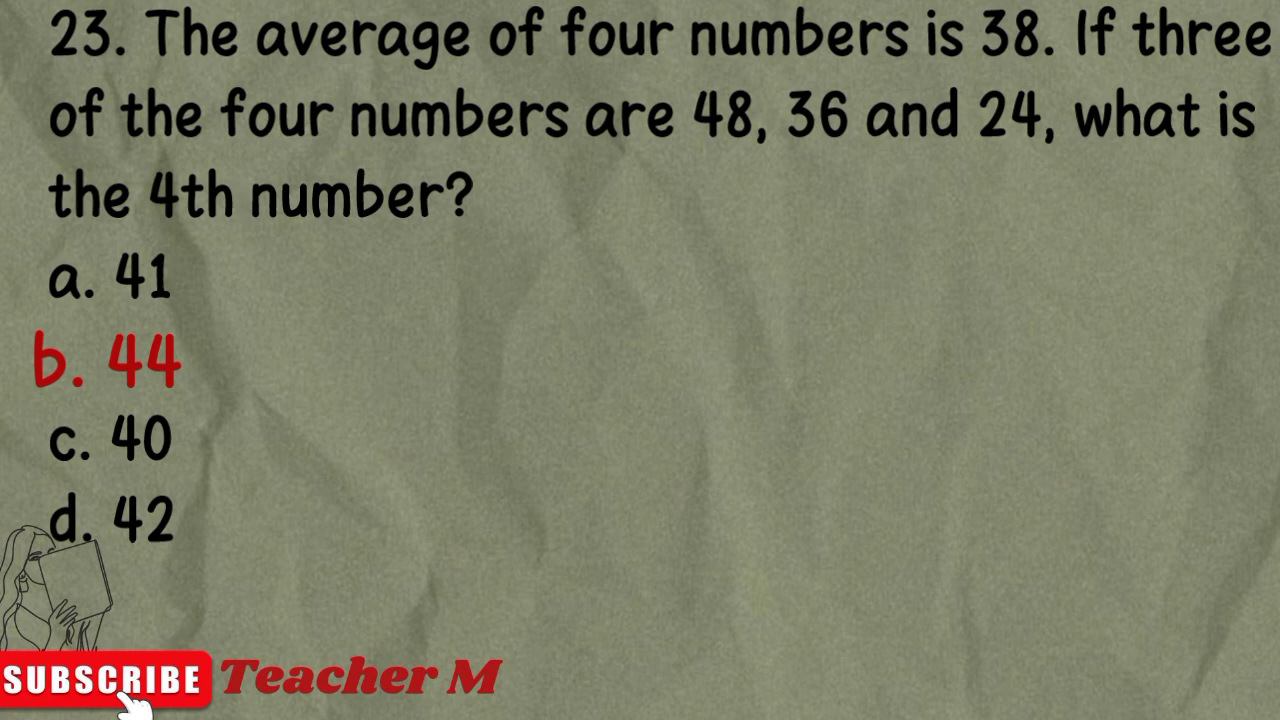 23. The average of four numbers is 38. If three
of the four numbers are 48, 36 and 24, what is
the 4th number?
a. 41
b. 44
c. 40
d. 42
SUBSCRIBE
Teacher M